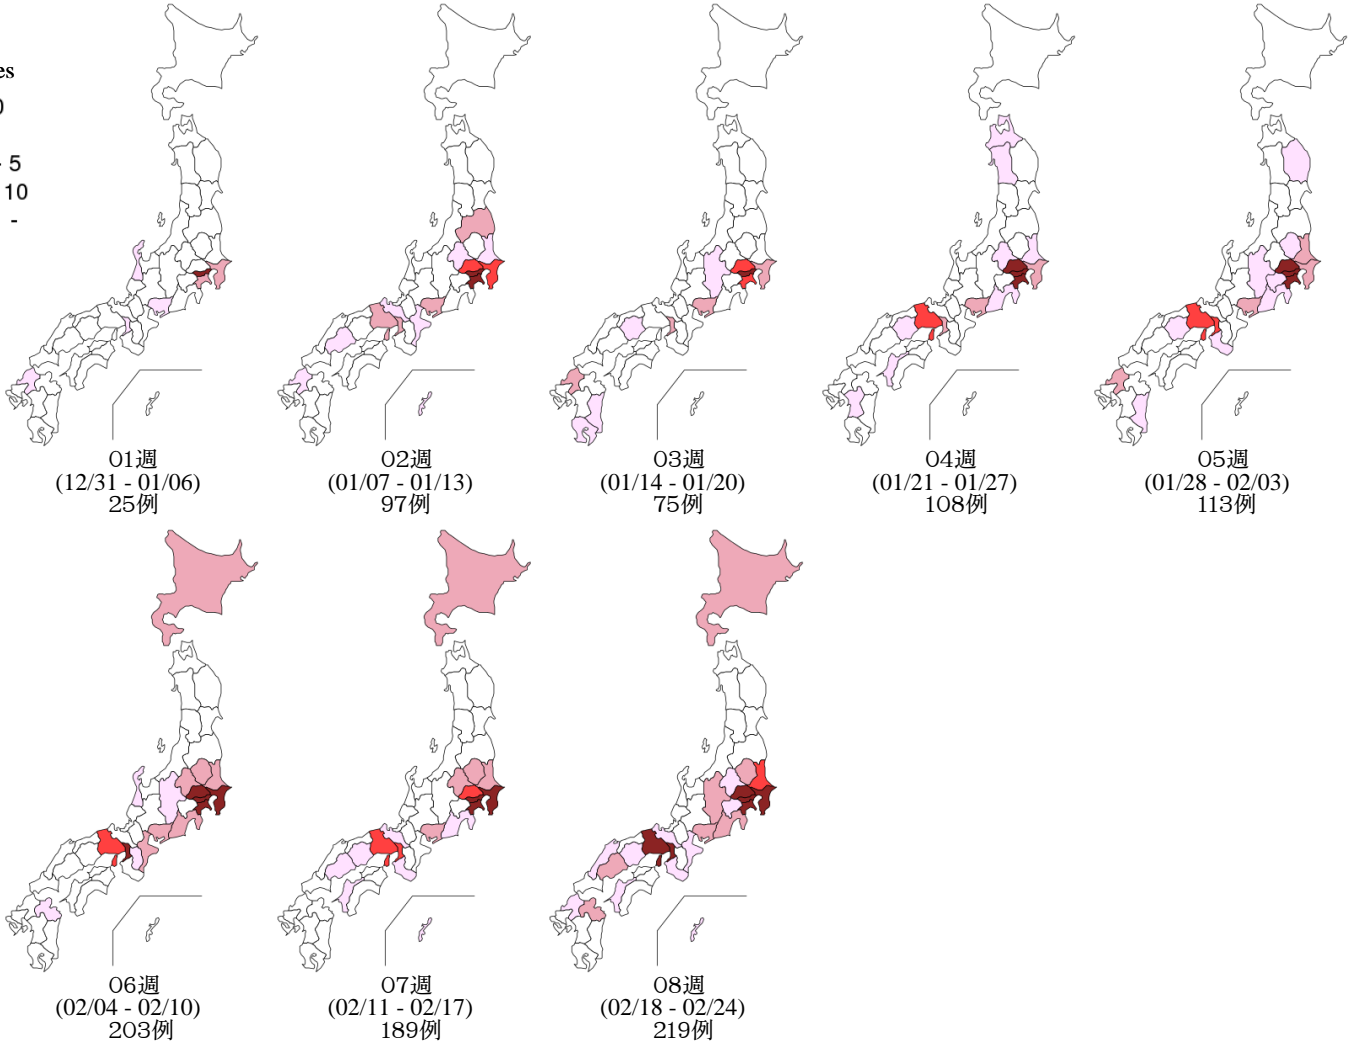 es
0
- 5
10
-
01週
(12/31 - 01/06)
25例
02週
(01/07 - 01/13)
97例
03週
(01/14 - 01/20)
75例
04週
(01/21 - 01/27)
108例
05週
(01/28 - 02/03)
113例
06週
(02/04 - 02/10)
203例
07週
(02/11 - 02/17)
189例
08週
(02/18 - 02/24)
219例